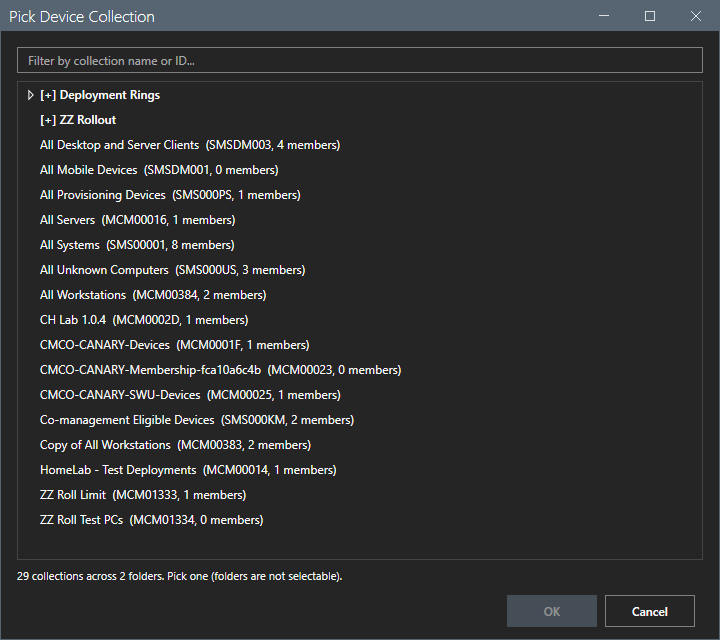 Pick Device Collection
Filter by collection name or ID...
[+] Deployment Rings
[+] ZZ Rollout
All Desktop and Server Clients (SMSDM003, 4 members)
All Mobile Devices (SMSDM001, 0 members)
All Provisioning Devices (SMS000PS, 1 members)
All Servers (MCM00016, 1 members)
All Systems (SMS00001, 8 members)
All Unknown Computers (SMS000US, 3 members)
All Workstations (MCM00384, 2 members)
CH Lab 1.0.4 (MCM0002D, 1 members)
CMCO-CANARY-Devices (MCM0001F, 1 members)
CMCO-CANARY-Membership-fca10a6c4b (MCM00023, 0 members)
CMCO-CANARY-SWU-Devices (MCM00025, 1 members)
Co-management Eligible Devices (SMS000KM, 2 members)
Copy of All Workstations (MCM00383, 2 members)
HomeLab - Test Deployments (MCM00014, 1 members)
ZZ Roll Limit (MCM01333, 1 members)
ZZ Roll Test PCs (MCM01334, 0 members)
29 collections across 2 folders. Pick one (folders are not selectable).
OK Cancel